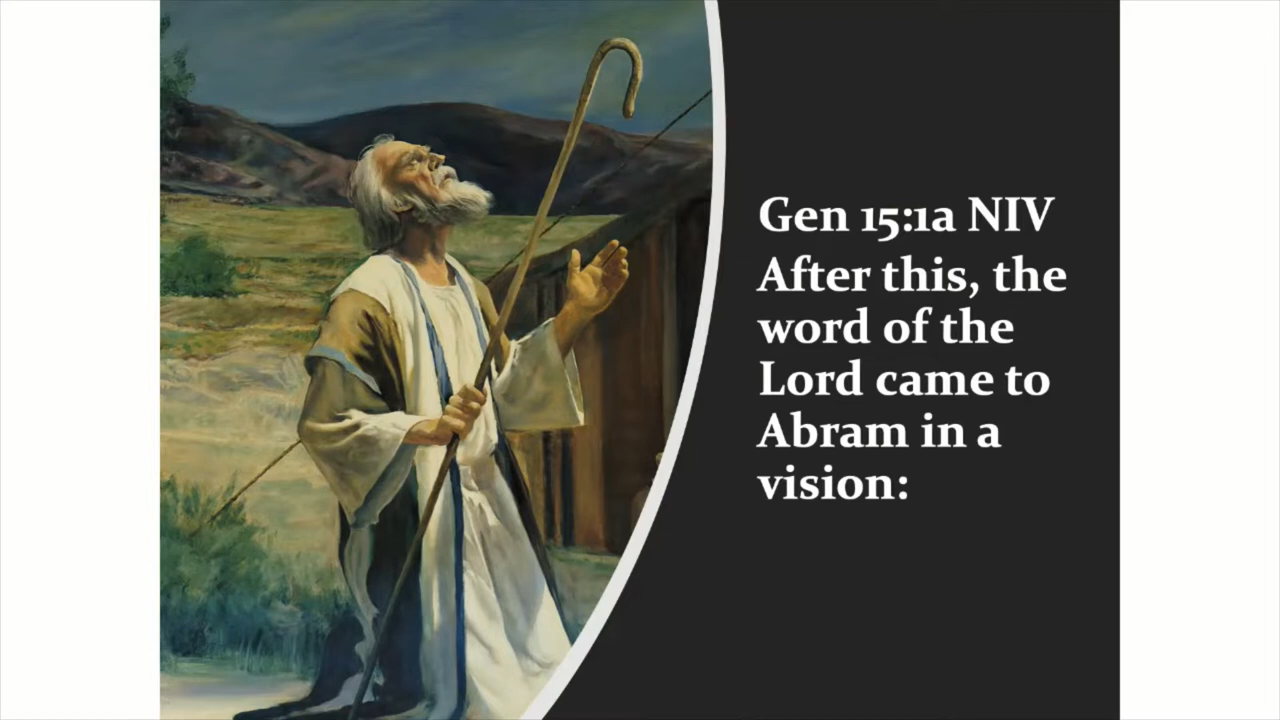 Gen 15:1a NIV
After this, the
word of the
Lord came to
Abram in a
vision: